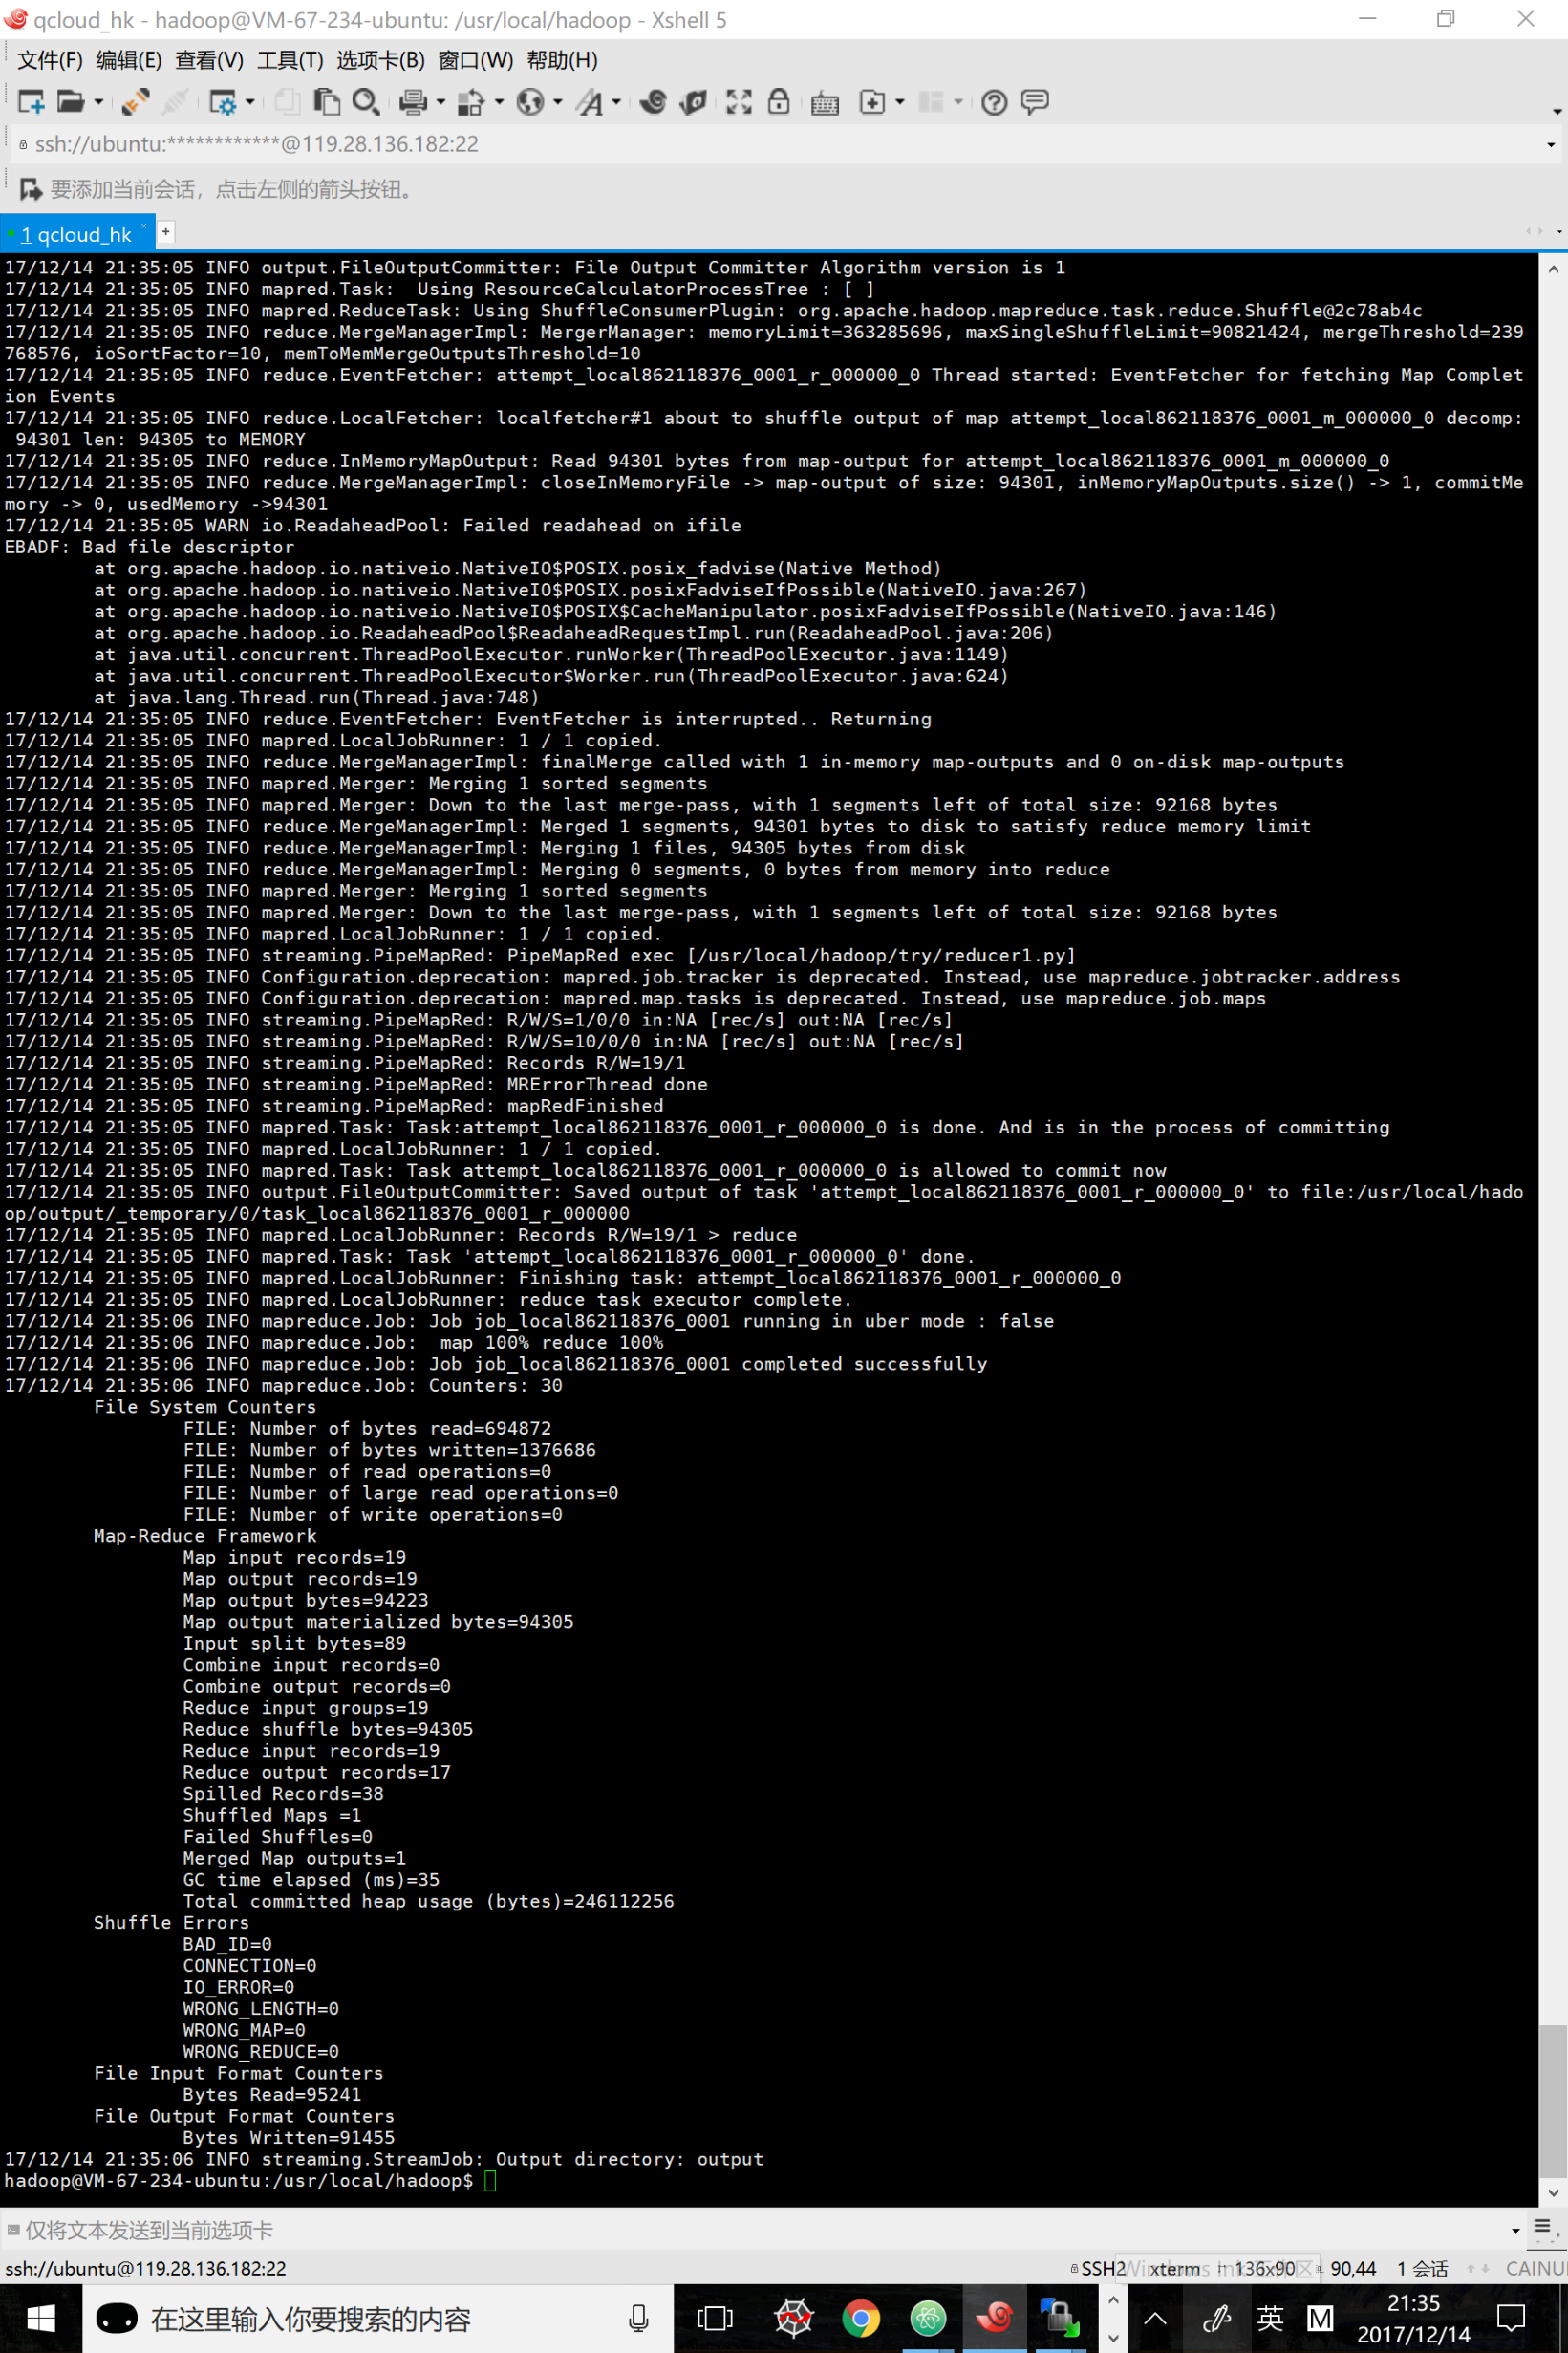 qcloud_hk - hadoop@VM-67-234-ubuntu: /usr/local/hadoop - Xshell 5
文件(F) 编辑(E) 查看(V) 工具(T) 选项卡(B) 窗口(W) 帮助(H)
ssh://ubuntu:************@119.28.136.182:22
要添加当前会话，点击左侧的箭头按钮。
1 qcloud_hk
17/12/14 21:35:05 INFO output.FileOutputCommitter: File Output Committer Algorithm version is 1
17/12/14 21:35:05 INFO mapred.Task:  Using ResourceCalculatorProcessTree : [ ]
17/12/14 21:35:05 INFO mapred.ReduceTask: Using ShuffleConsumerPlugin: org.apache.hadoop.mapreduce.task.reduce.Shuffle@2c78ab4c
17/12/14 21:35:05 INFO reduce.MergeManagerImpl: MergerManager: memoryLimit=363285696, maxSingleShuffleLimit=90821424, mergeThreshold=239
768576, ioSortFactor=10, memToMemMergeOutputsThreshold=10
17/12/14 21:35:05 INFO reduce.EventFetcher: attempt_local862118376_0001_r_000000_0 Thread started: EventFetcher for fetching Map Complet
ion Events
17/12/14 21:35:05 INFO reduce.LocalFetcher: localfetcher#1 about to shuffle output of map attempt_local862118376_0001_m_000000_0 decomp:
 94301 len: 94305 to MEMORY
17/12/14 21:35:05 INFO reduce.InMemoryMapOutput: Read 94301 bytes from map-output for attempt_local862118376_0001_m_000000_0
17/12/14 21:35:05 INFO reduce.MergeManagerImpl: closeInMemoryFile -> map-output of size: 94301, inMemoryMapOutputs.size() -> 1, commitMe
mory -> 0, usedMemory ->94301
17/12/14 21:35:05 WARN io.ReadaheadPool: Failed readahead on ifile
EBADF: Bad file descriptor
        at org.apache.hadoop.io.nativeio.NativeIO$POSIX.posix_fadvise(Native Method)
        at org.apache.hadoop.io.nativeio.NativeIO$POSIX.posixFadviseIfPossible(NativeIO.java:267)
        at org.apache.hadoop.io.nativeio.NativeIO$POSIX$CacheManipulator.posixFadviseIfPossible(NativeIO.java:146)
        at org.apache.hadoop.io.ReadaheadPool$ReadaheadRequestImpl.run(ReadaheadPool.java:206)
        at java.util.concurrent.ThreadPoolExecutor.runWorker(ThreadPoolExecutor.java:1149)
        at java.util.concurrent.ThreadPoolExecutor$Worker.run(ThreadPoolExecutor.java:624)
        at java.lang.Thread.run(Thread.java:748)
17/12/14 21:35:05 INFO reduce.EventFetcher: EventFetcher is interrupted.. Returning
17/12/14 21:35:05 INFO mapred.LocalJobRunner: 1 / 1 copied.
17/12/14 21:35:05 INFO reduce.MergeManagerImpl: finalMerge called with 1 in-memory map-outputs and 0 on-disk map-outputs
17/12/14 21:35:05 INFO mapred.Merger: Merging 1 sorted segments
17/12/14 21:35:05 INFO mapred.Merger: Down to the last merge-pass, with 1 segments left of total size: 92168 bytes
17/12/14 21:35:05 INFO reduce.MergeManagerImpl: Merged 1 segments, 94301 bytes to disk to satisfy reduce memory limit
17/12/14 21:35:05 INFO reduce.MergeManagerImpl: Merging 1 files, 94305 bytes from disk
17/12/14 21:35:05 INFO reduce.MergeManagerImpl: Merging 0 segments, 0 bytes from memory into reduce
17/12/14 21:35:05 INFO mapred.Merger: Merging 1 sorted segments
17/12/14 21:35:05 INFO mapred.Merger: Down to the last merge-pass, with 1 segments left of total size: 92168 bytes
17/12/14 21:35:05 INFO mapred.LocalJobRunner: 1 / 1 copied.
17/12/14 21:35:05 INFO streaming.PipeMapRed: PipeMapRed exec [/usr/local/hadoop/try/reducer1.py]
17/12/14 21:35:05 INFO Configuration.deprecation: mapred.job.tracker is deprecated. Instead, use mapreduce.jobtracker.address
17/12/14 21:35:05 INFO Configuration.deprecation: mapred.map.tasks is deprecated. Instead, use mapreduce.job.maps
17/12/14 21:35:05 INFO streaming.PipeMapRed: R/W/S=1/0/0 in:NA [rec/s] out:NA [rec/s]
17/12/14 21:35:05 INFO streaming.PipeMapRed: R/W/S=10/0/0 in:NA [rec/s] out:NA [rec/s]
17/12/14 21:35:05 INFO streaming.PipeMapRed: Records R/W=19/1
17/12/14 21:35:05 INFO streaming.PipeMapRed: MRErrorThread done
17/12/14 21:35:05 INFO streaming.PipeMapRed: mapRedFinished
17/12/14 21:35:05 INFO mapred.Task: Task:attempt_local862118376_0001_r_000000_0 is done. And is in the process of committing
17/12/14 21:35:05 INFO mapred.LocalJobRunner: 1 / 1 copied.
17/12/14 21:35:05 INFO mapred.Task: Task attempt_local862118376_0001_r_000000_0 is allowed to commit now
17/12/14 21:35:05 INFO output.FileOutputCommitter: Saved output of task 'attempt_local862118376_0001_r_000000_0' to file:/usr/local/hado
op/output/_temporary/0/task_local862118376_0001_r_000000
17/12/14 21:35:05 INFO mapred.LocalJobRunner: Records R/W=19/1 > reduce
17/12/14 21:35:05 INFO mapred.Task: Task 'attempt_local862118376_0001_r_000000_0' done.
17/12/14 21:35:05 INFO mapred.LocalJobRunner: Finishing task: attempt_local862118376_0001_r_000000_0
17/12/14 21:35:05 INFO mapred.LocalJobRunner: reduce task executor complete.
17/12/14 21:35:06 INFO mapreduce.Job: Job job_local862118376_0001 running in uber mode : false
17/12/14 21:35:06 INFO mapreduce.Job:  map 100% reduce 100%
17/12/14 21:35:06 INFO mapreduce.Job: Job job_local862118376_0001 completed successfully
17/12/14 21:35:06 INFO mapreduce.Job: Counters: 30
        File System Counters
                FILE: Number of bytes read=694872
                FILE: Number of bytes written=1376686
                FILE: Number of read operations=0
                FILE: Number of large read operations=0
                FILE: Number of write operations=0
        Map-Reduce Framework
                Map input records=19
                Map output records=19
                Map output bytes=94223
                Map output materialized bytes=94305
                Input split bytes=89
                Combine input records=0
                Combine output records=0
                Reduce input groups=19
                Reduce shuffle bytes=94305
                Reduce input records=19
                Reduce output records=17
                Spilled Records=38
                Shuffled Maps =1
                Failed Shuffles=0
                Merged Map outputs=1
                GC time elapsed (ms)=35
                Total committed heap usage (bytes)=246112256
        Shuffle Errors
                BAD_ID=0
                CONNECTION=0
                IO_ERROR=0
                WRONG_LENGTH=0
                WRONG_MAP=0
                WRONG_REDUCE=0
        File Input Format Counters
                Bytes Read=95241
        File Output Format Counters
                Bytes Written=91455
17/12/14 21:35:06 INFO streaming.StreamJob: Output directory: output
hadoop@VM-67-234-ubuntu:/usr/local/hadoop$
仅将文本发送到当前选项卡
ssh://ubuntu@119.28.136.182:22 SSH2 xterm 136x90 90,44 1 会话
在这里输入你要搜索的内容 英 M 21:35
2017/12/14